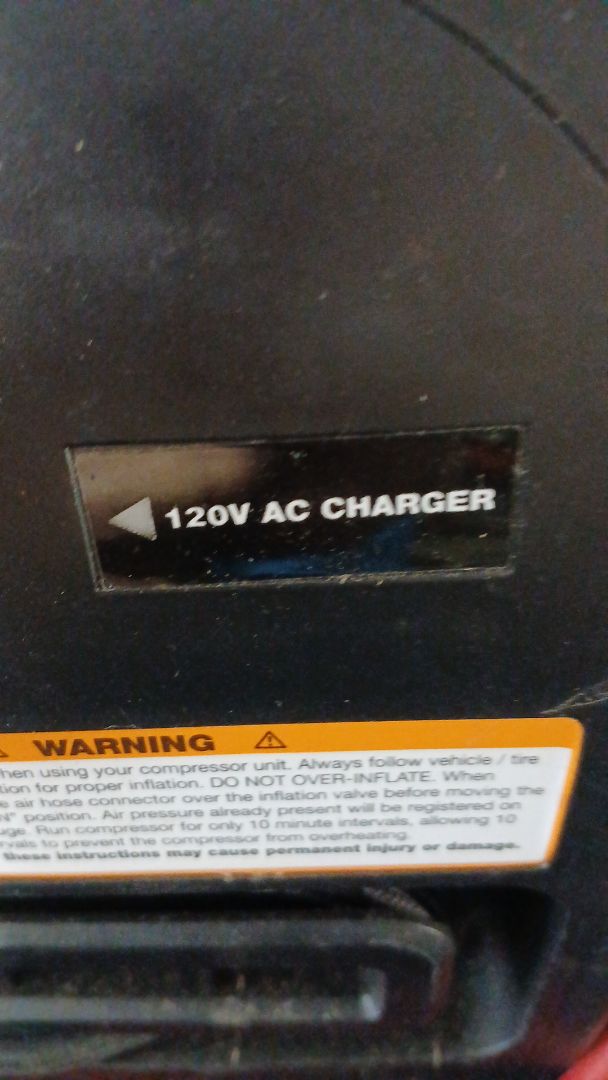 120V AC CHARGER
WARNING
hen using your compressor unit. Always follow vehicle / tire
tion for proper inflation. DO NOT OVER-INFLATE. When
e air hose connector over the inflation valve before moving the
N" position. Air pressure already present will be registered on
uge. Run compressor for only 10 minute intervals, allowing 10
rvals to prevent the compressor from overheating.
these instructions may cause permanent injury or damage.